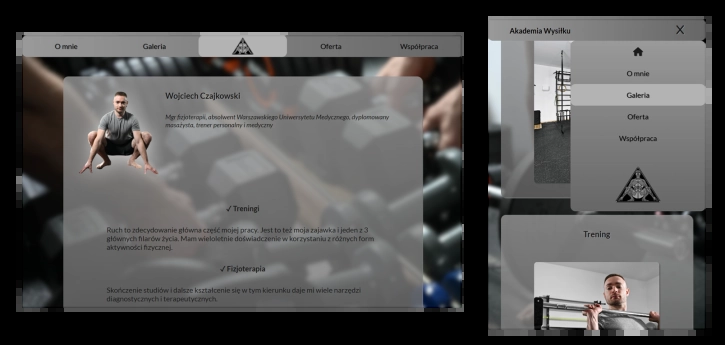 O mnie
Galeria
Oferta
Współpraca
Wojciech Czajkowski
Mgr fizjoterapii, absolwent Warszawskiego Uniwersytetu Medycznego, dyplomowany
masażysta, trener personalny i medyczny
✓ Treningi
Ruch to zdecydowanie główna część mojej pracy. Jest to też moja zajawka i jeden z 3
głównych filarów życia. Mam wieloletnie doświadczenie w korzystaniu z różnych form
aktywności fizycznej.
✓ Fizjoterapia
Skończenie studiów i dalsze kształcenie się w tym kierunku daje mi wiele narzędzi
diagnostycznych i terapeutycznych.
Akademia Wysiłku
X
O mnie
Galeria
Oferta
Współpraca
Trening